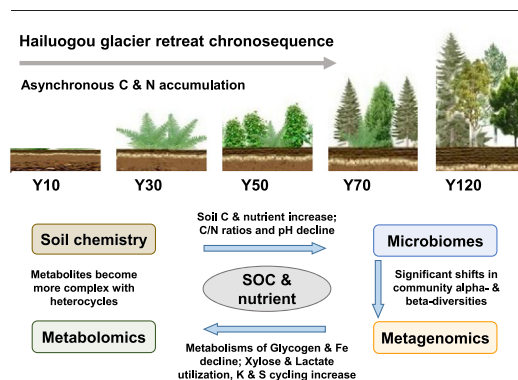 Hailuogou glacier retreat chronosequence
Asynchronous C & N accumulation
Y10 Y30 Y50 Y70 Y120
Soil C & nutrient increase;
C/N ratios and pH decline
Soil chemistry
Microbiomes
Metabolites become
more complex with
heterocycles
SOC &
nutrient
Significant shifts in
community alpha- &
beta-diversities
Metabolomics
Metagenomics
Metabolisms of Glycogen & Fe
decline; Xylose & Lactate
utilization, K & S cycling increase